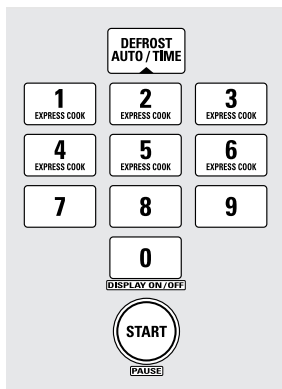 DEFROST
AUTO / TIME
1 2 3
EXPRESS COOK EXPRESS COOK EXPRESS COOK
4 5 6
EXPRESS COOK EXPRESS COOK EXPRESS COOK
7 8 9
0
DISPLAY ON/OFF
START
PAUSE